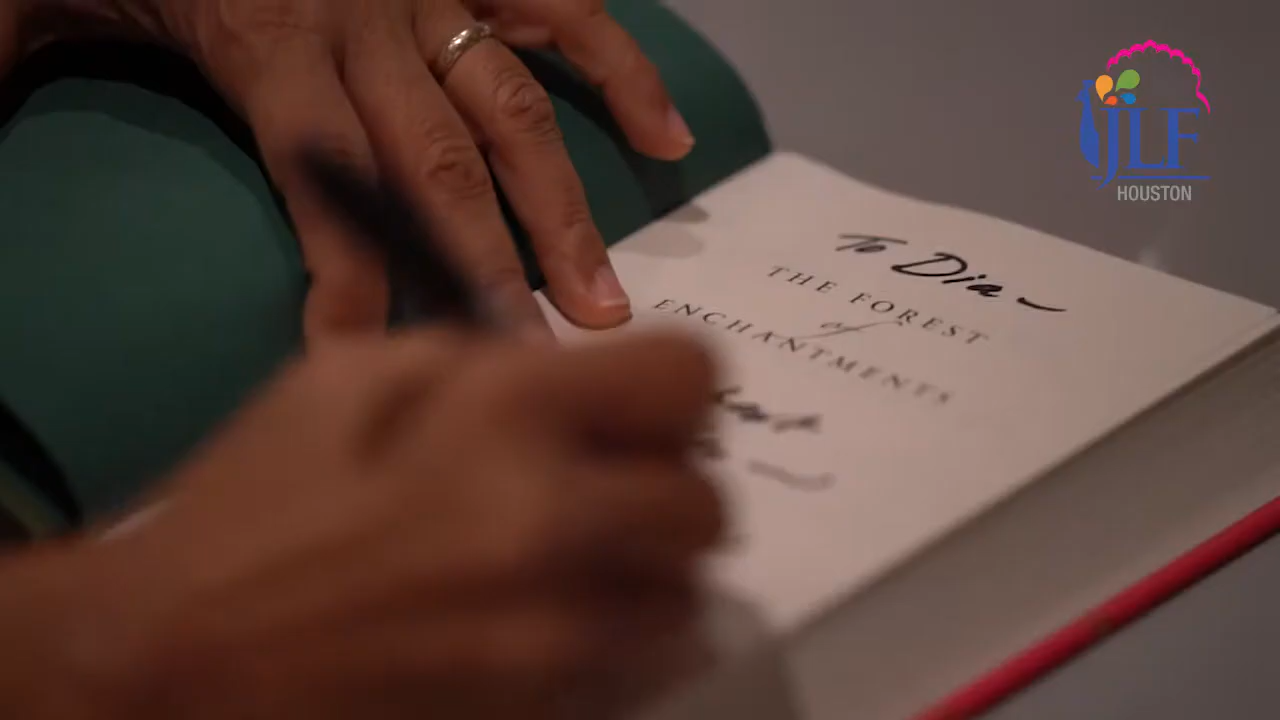 JLF
HOUSTON
To Dia —
THE FOREST
of
ENCHANTMENTS